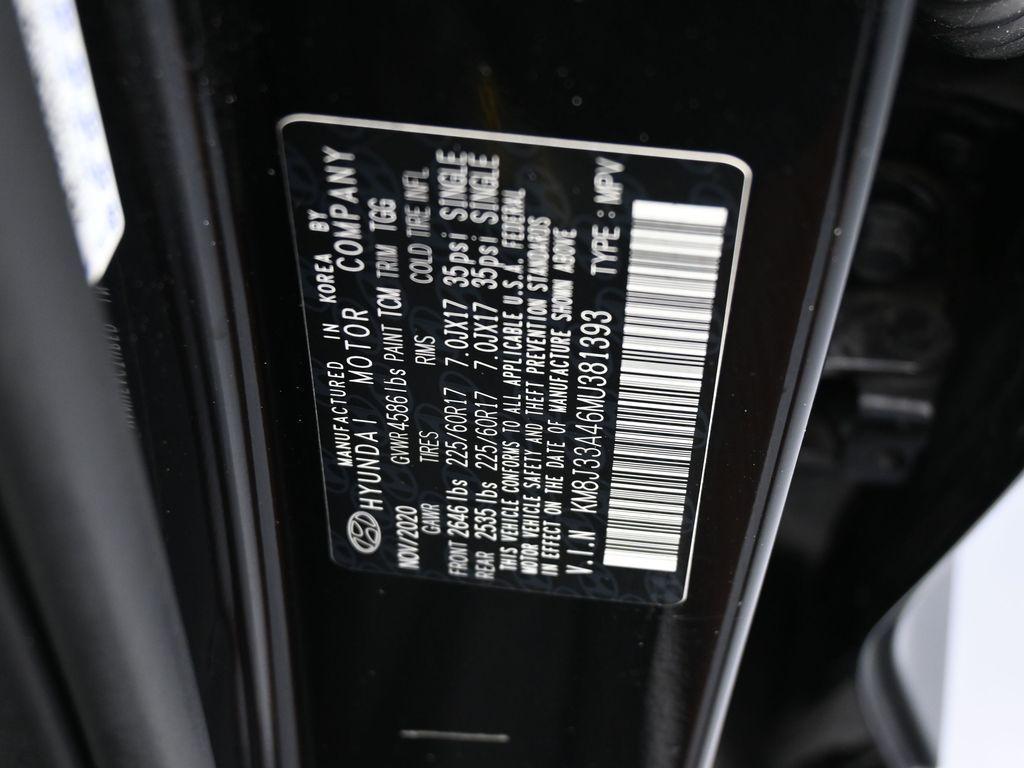 MANUFACTURED IN KOREA BY
HYUNDAI MOTOR COMPANY
NOV/2020 GVWR 4586 lbs PAINT TCM TRIM TGG
GAWR TIRES RIMS COLD TIRE INFL.
FRONT 2646 lbs 225/60R17 7.0JX17 35psi SINGLE
REAR 2535 lbs 225/60R17 7.0JX17 35psi SINGLE
THIS VEHICLE CONFORMS TO ALL APPLICABLE U.S.A. FEDERAL
MOTOR VEHICLE SAFETY AND THEFT PREVENTION STANDARDS
IN EFFECT ON THE DATE OF MANUFACTURE SHOWN ABOVE
V.I.N KM8J33A46MU381393 TYPE : MPV